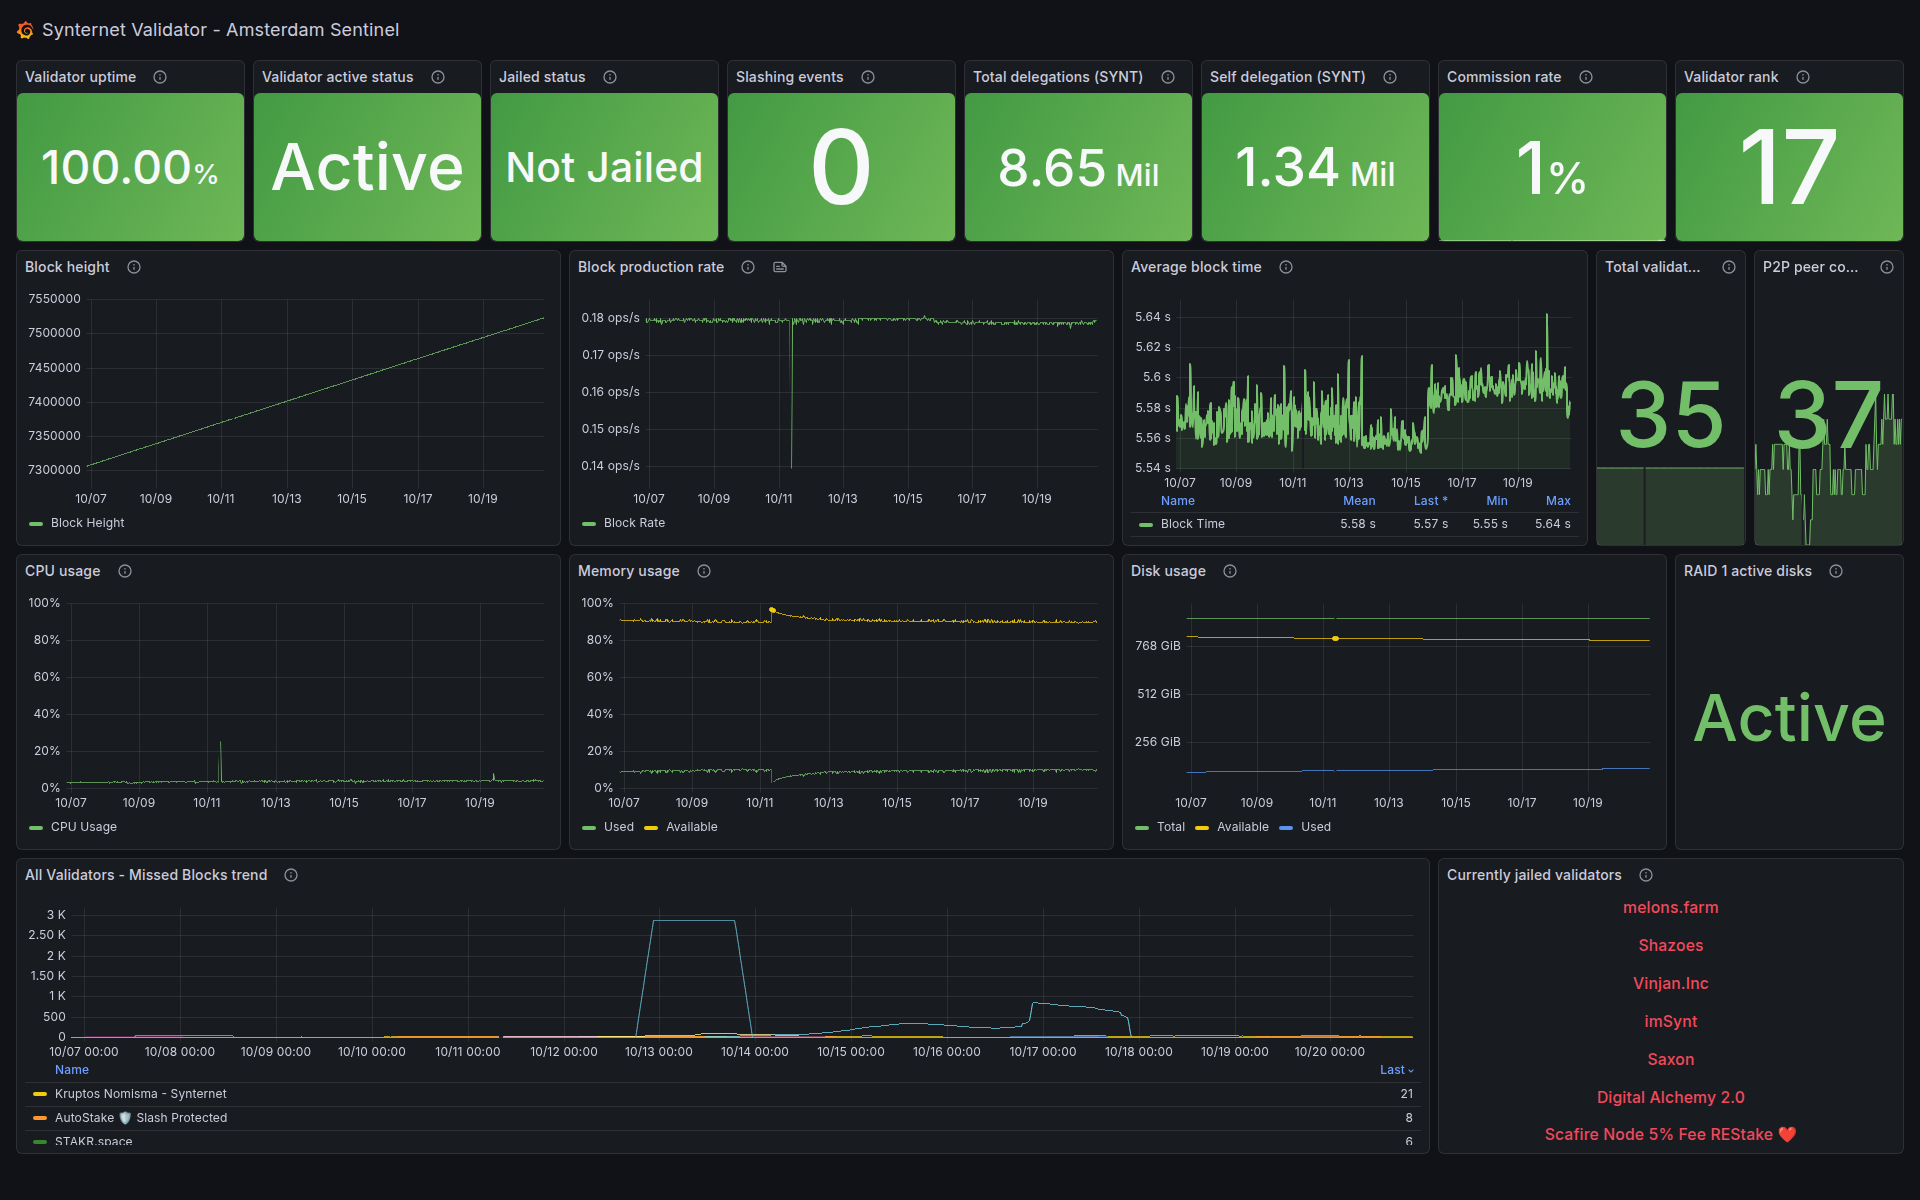 Synternet Validator - Amsterdam Sentinel
Validator uptime
100.00%
Validator active status
Active
Jailed status
Not Jailed
Slashing events
0
Total delegations (SYNT)
8.65 Mil
Self delegation (SYNT)
1.34 Mil
Commission rate
1%
Validator rank
17
Block height
7550000
7500000
7450000
7400000
7350000
7300000
10/07 10/09 10/11 10/13 10/15 10/17 10/19
Block Height
Block production rate
0.18 ops/s
0.17 ops/s
0.16 ops/s
0.15 ops/s
0.14 ops/s
10/07 10/09 10/11 10/13 10/15 10/17 10/19
Block Rate
Average block time
5.64 s
5.62 s
5.6 s
5.58 s
5.56 s
5.54 s
10/07 10/09 10/11 10/13 10/15 10/17 10/19
Name Mean Last * Min Max
Block Time 5.58 s 5.57 s 5.55 s 5.64 s
Total validat...
35
P2P peer co...
37
CPU usage
100%
80%
60%
40%
20%
0%
10/07 10/09 10/11 10/13 10/15 10/17 10/19
CPU Usage
Memory usage
100%
80%
60%
40%
20%
0%
10/07 10/09 10/11 10/13 10/15 10/17 10/19
Used Available
Disk usage
768 GiB
512 GiB
256 GiB
10/07 10/09 10/11 10/13 10/15 10/17 10/19
Total Available Used
RAID 1 active disks
Active
All Validators - Missed Blocks trend
3 K
2.50 K
2 K
1.50 K
1 K
500
0
10/07 00:00 10/08 00:00 10/09 00:00 10/10 00:00 10/11 00:00 10/12 00:00 10/13 00:00 10/14 00:00 10/15 00:00 10/16 00:00 10/17 00:00 10/18 00:00 10/19 00:00 10/20 00:00
Name Last
Kruptos Nomisma - Synternet 21
AutoStake 🛡️ Slash Protected 8
STAKR.space 6
Currently jailed validators
melons.farm
Shazoes
Vinjan.Inc
imSynt
Saxon
Digital Alchemy 2.0
Scafire Node 5% Fee REStake ❤️